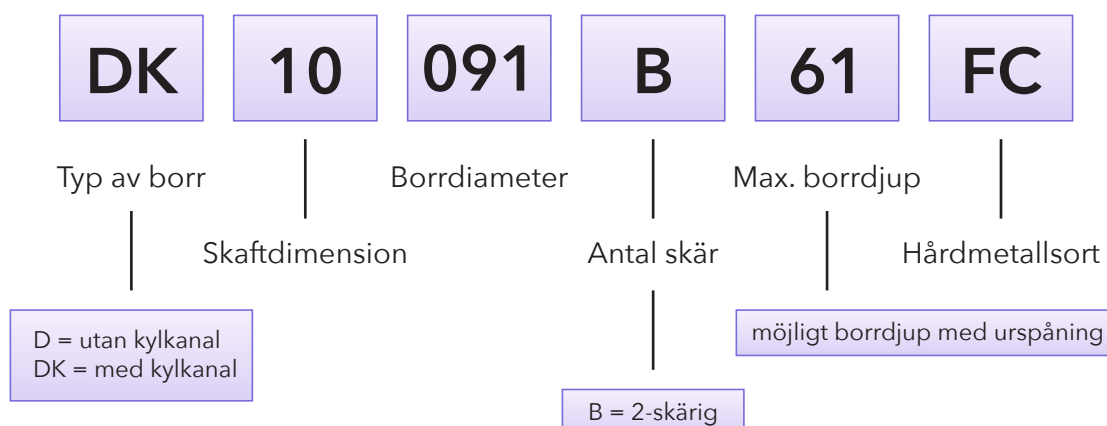 DK 10 091 B 61 FC
Typ av borr Borrdiameter Max. borrdjup
Skaftdimension Antal skär Hårdmetallsort
D = utan kylkanal
DK = med kylkanal
möjligt borrdjup med urspåning
B = 2-skärig